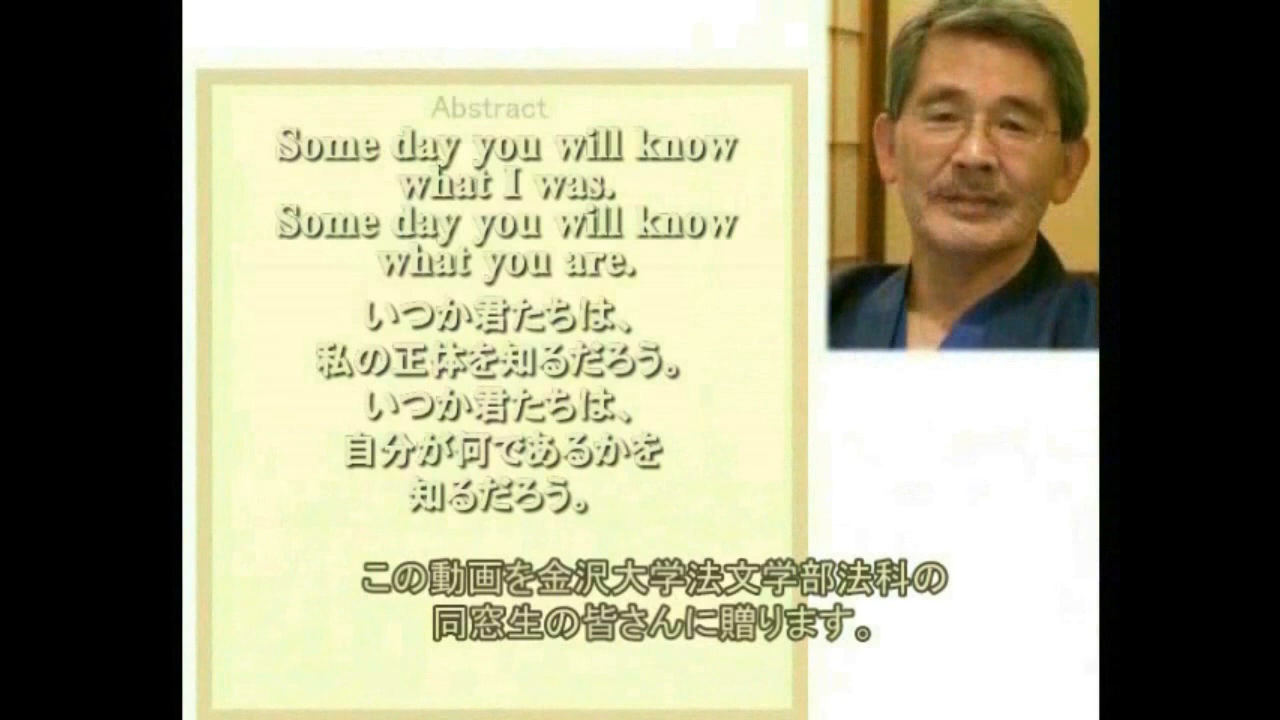 Abstract
Some day you will know
what I was.
Some day you will know
what you are.
いつか君たちは、
私の正体を知るだろう。
いつか君たちは、
自分が何であるかを
知るだろう。
この動画を金沢大学法文学部法科の
同窓生の皆さんに贈ります。